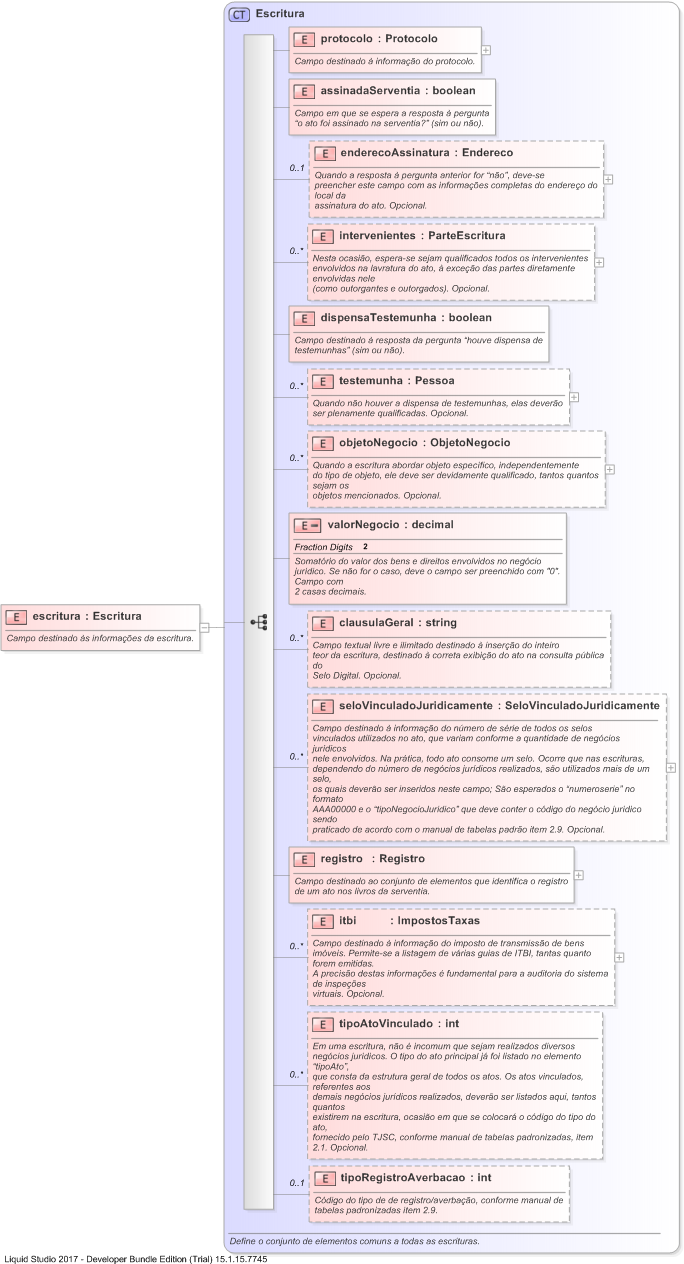 CT Escritura
E protocolo : Protocolo
Campo destinado à informação do protocolo.
E assinadaServentia : boolean
Campo em que se espera a resposta à pergunta
"o ato foi assinado na serventia?" (sim ou não).
0..1
E enderecoAssinatura : Endereco
Quando a resposta à pergunta anterior for "não", deve-se
preencher este campo com as informações completas do endereço do
local da
assinatura do ato. Opcional.
0..*
E intervenientes : ParteEscritura
Nesta ocasião, espera-se sejam qualificados todos os intervenientes
envolvidos na lavratura do ato, à exceção das partes diretamente
envolvidas nele
(como outorgantes e outorgados). Opcional.
E dispensaTestemunha : boolean
Campo destinado à resposta da pergunta "houve dispensa de
testemunhas" (sim ou não).
0..*
E testemunha : Pessoa
Quando não houver a dispensa de testemunhas, elas deverão
ser plenamente qualificadas. Opcional.
0..*
E objetoNegocio : ObjetoNegocio
Quando a escritura abordar objeto específico, independentemente
do tipo de objeto, ele deve ser devidamente qualificado, tantos quantos
sejam os
objetos mencionados. Opcional.
E valorNegocio : decimal
Fraction Digits 2
Somatório do valor dos bens e direitos envolvidos no negócio
jurídico. Se não for o caso, deve o campo ser preenchido com "0".
Campo com
2 casas decimais.
E escritura : Escritura
Campo destinado às informações da escritura.
0..*
E clausulaGeral : string
Campo textual livre e ilimitado destinado à inserção do inteiro
teor da escritura, destinado à correta exibição do ato na consulta pública
do
Selo Digital. Opcional.
0..*
E seloVinculadoJuridicamente : SeloVinculadoJuridicamente
Campo destinado à informação do número de série de todos os selos
vinculados utilizados no ato, que variam conforme a quantidade de negócios
jurídicos
nele envolvidos. Na prática, todo ato consome um selo. Ocorre que nas escrituras,
dependendo do número de negócios jurídicos realizados, são utilizados mais de um
selo,
os quais deverão ser inseridos neste campo; São esperados o "numeroserie" no
formato
AAA00000 e o "tipoNegocioJuridico" que deve conter o código do negócio jurídico
sendo
praticado de acordo com o manual de tabelas padrão item 2.9. Opcional.
E registro : Registro
Campo destinado ao conjunto de elementos que identifica o registro
de um ato nos livros da serventia.
0..*
E itbi : ImpostosTaxas
Campo destinado à informação do imposto de transmissão de bens
imóveis. Permite-se a listagem de várias guias de ITBI, tantas quanto
forem emitidas.
A precisão destas informações é fundamental para a auditoria do sistema
de inspeções
virtuais. Opcional.
0..*
E tipoAtoVinculado : int
Em uma escritura, não é incomum que sejam realizados diversos
negócios jurídicos. O tipo do ato principal já foi listado no elemento
"tipoAto",
que consta da estrutura geral de todos os atos. Os atos vinculados,
referentes aos
demais negócios jurídicos realizados, deverão ser listados aqui, tantos
quantos
existirem na escritura, ocasião em que se colocará o código do tipo do
ato,
fornecido pelo TJSC, conforme manual de tabelas padronizadas, item
2.1. Opcional.
0..1
E tipoRegistroAverbacao : int
Código do tipo de de registro/averbação, conforme manual de
tabelas padronizadas item 2.9.
Define o conjunto de elementos comuns a todas as escrituras.
Liquid Studio 2017 - Developer Bundle Edition (Trial) 15.1.15.7745